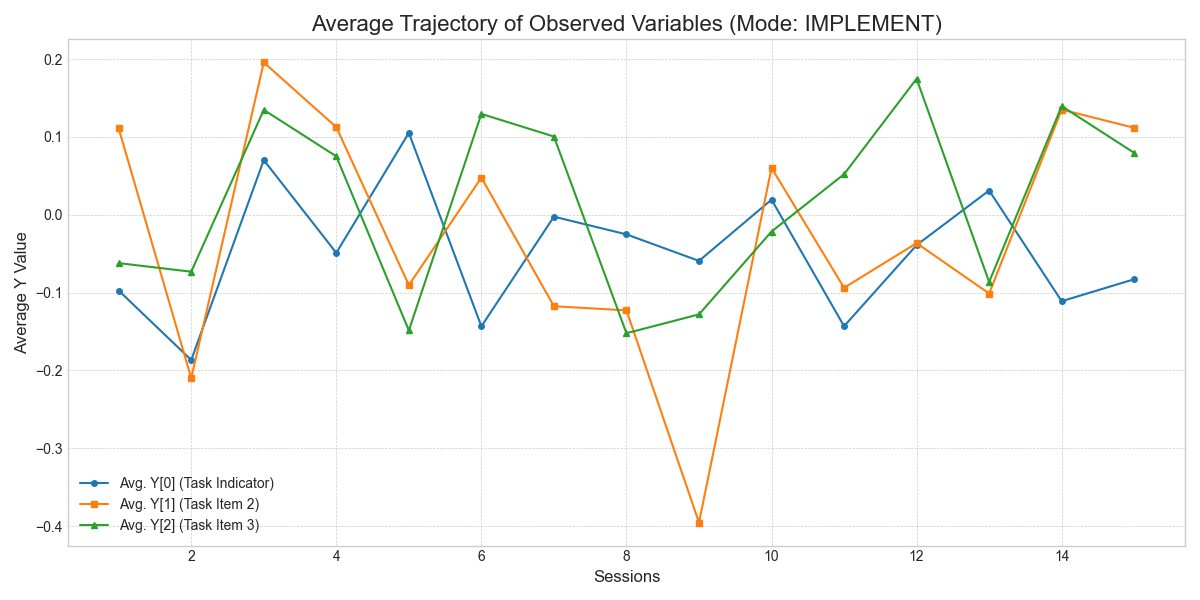 Average Trajectory of Observed Variables (Mode: IMPLEMENT)
Average Y Value
0.2
0.1
0.0
−0.1
−0.2
−0.3
−0.4
Avg. Y[0] (Task Indicator)
Avg. Y[1] (Task Item 2)
Avg. Y[2] (Task Item 3)
2 4 6 8 10 12 14
Sessions